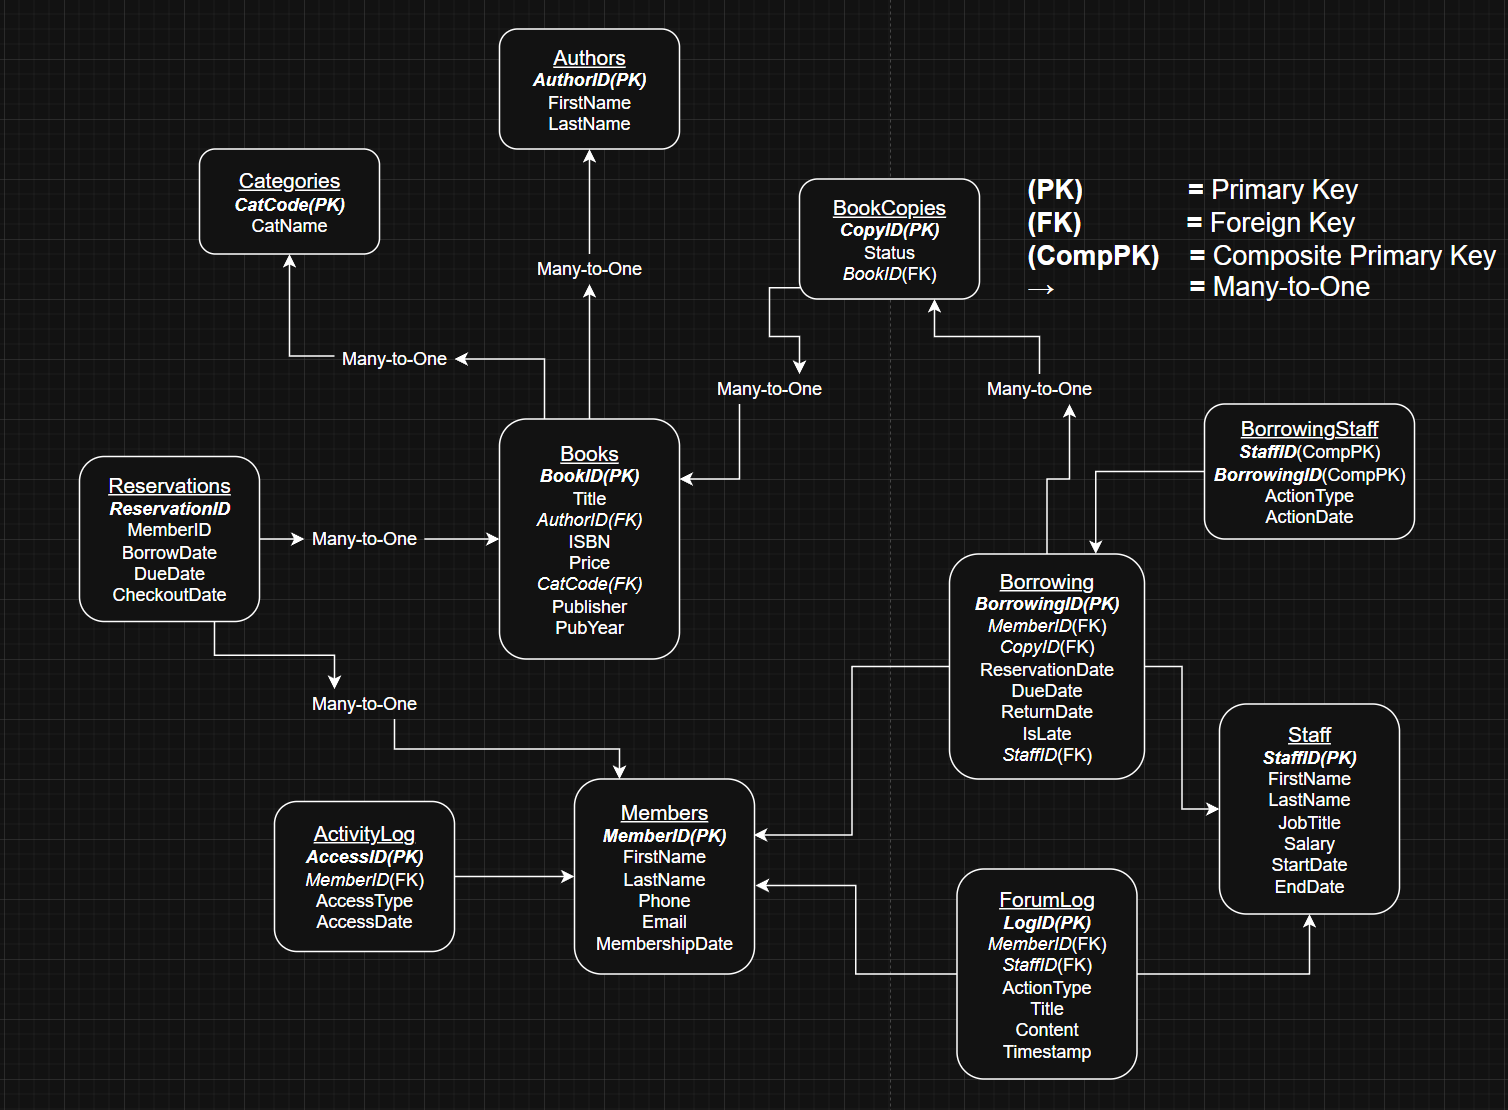 Authors
AuthorID(PK)
FirstName
LastName
Categories
CatCode(PK)
CatName
BookCopies
CopyID(PK)
Status
BookID(FK)
(PK) = Primary Key
(FK) = Foreign Key
(CompPK) = Composite Primary Key
→ = Many-to-One
Many-to-One
Many-to-One
Many-to-One
Many-to-One
Books
BookID(PK)
Title
AuthorID(FK)
ISBN
Price
CatCode(FK)
Publisher
PubYear
BorrowingStaff
StaffID(CompPK)
BorrowingID(CompPK)
ActionType
ActionDate
Reservations
ReservationID
MemberID
BorrowDate
DueDate
CheckoutDate
Many-to-One
Many-to-One
Borrowing
BorrowingID(PK)
MemberID(FK)
CopyID(FK)
ReservationDate
DueDate
ReturnDate
IsLate
StaffID(FK)
Staff
StaffID(PK)
FirstName
LastName
JobTitle
Salary
StartDate
EndDate
Members
MemberID(PK)
FirstName
LastName
Phone
Email
MembershipDate
ActivityLog
AccessID(PK)
MemberID(FK)
AccessType
AccessDate
ForumLog
LogID(PK)
MemberID(FK)
StaffID(FK)
ActionType
Title
Content
Timestamp